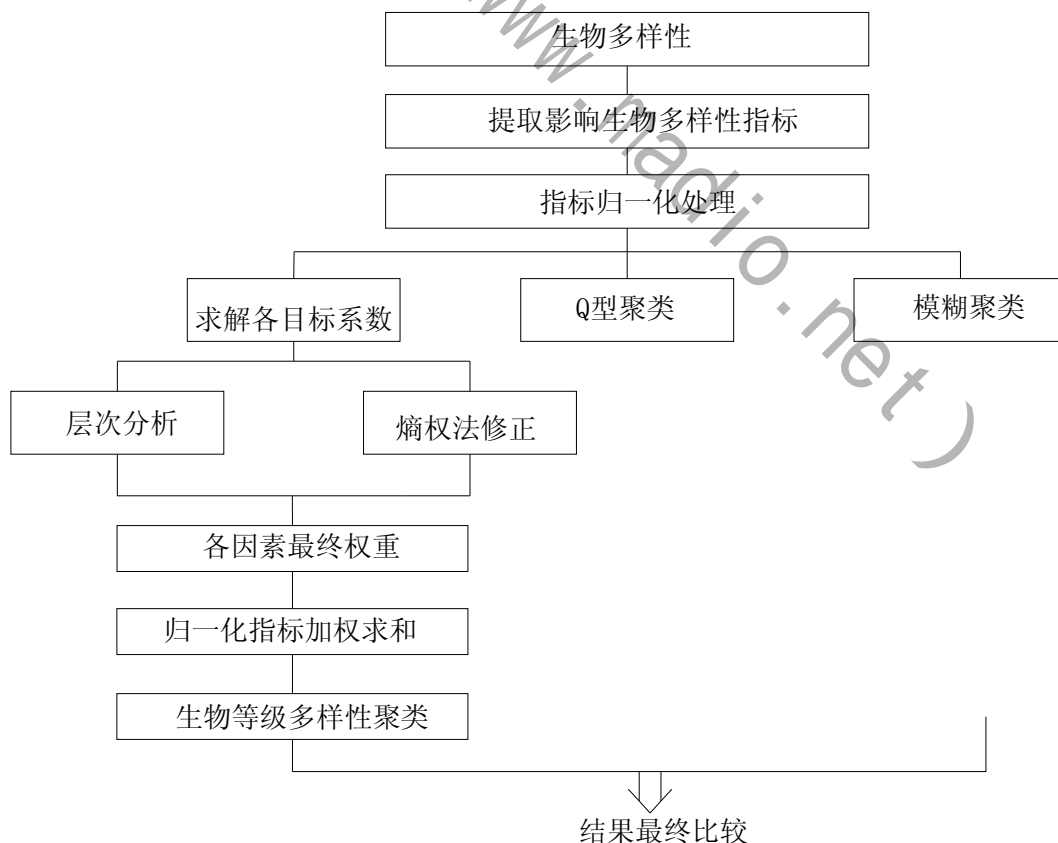 生物多样性
提取影响生物多样性指标
指标归一化处理
求解各目标系数
Q型聚类
模糊聚类
层次分析
熵权法修正
各因素最终权重
归一化指标加权求和
生物等级多样性聚类
结果最终比较
www.madio.net)